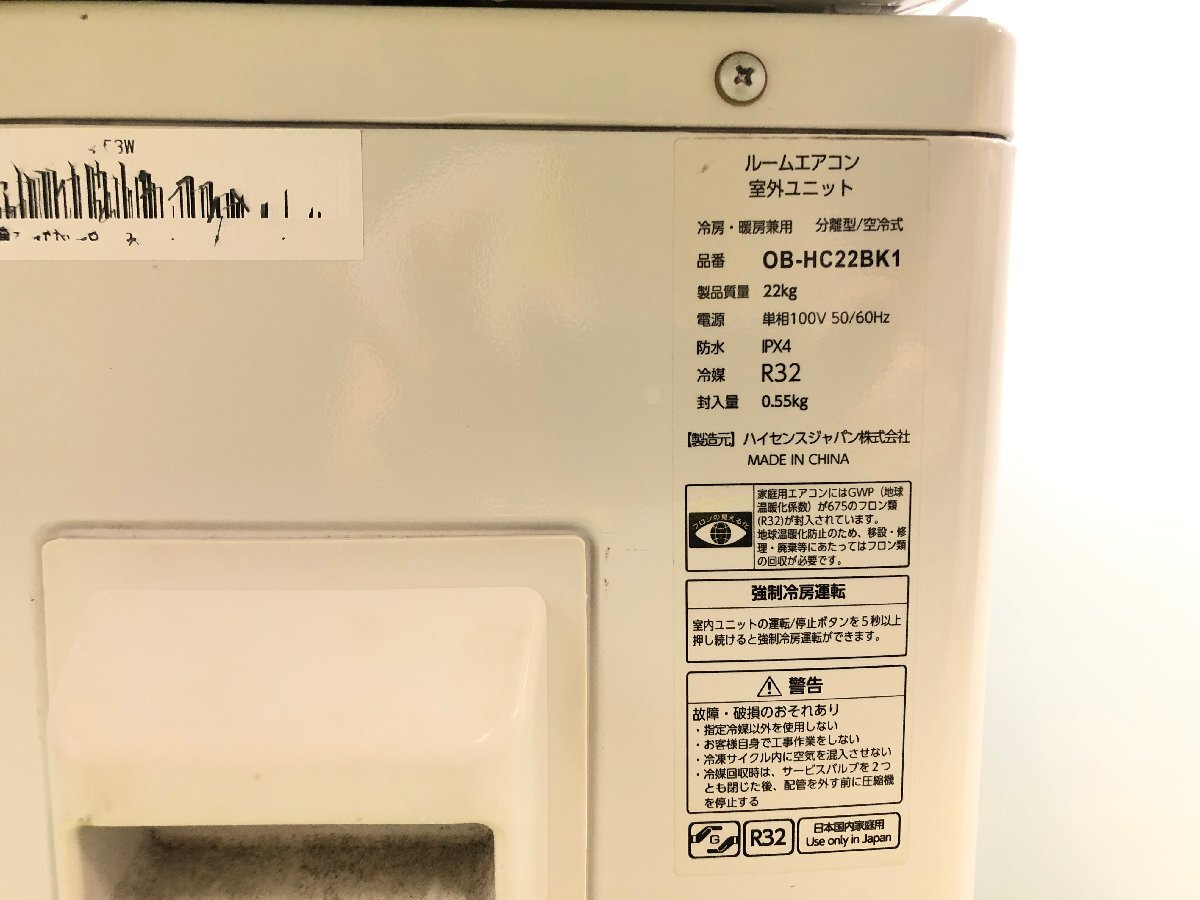 53W
ルームエアコン
室外ユニット
冷房・暖房兼用 分離型/空冷式
品番 OB-HC22BK1
製品質量 22kg
電源 単相100V 50/60Hz
防水 IPX4
冷媒 R32
封入量 0.55kg
【製造元】ハイセンスジャパン株式会社
MADE IN CHINA
フロンの見える化
家庭用エアコンにはGWP（地球
温暖化係数）が675のフロン類
(R32)が封入されています。
地球温暖化防止のため、移設・修
理・廃棄等にあたってはフロン類
の回収が必要です。
強制冷房運転
室内ユニットの運転/停止ボタンを5秒以上
押し続けると強制冷房運転ができます。
警告
故障・破損のおそれあり
・指定冷媒以外を使用しない
・お客様自身で工事作業をしない
・冷凍サイクル内に空気を混入させない
・冷媒回収時は、サービスバルブを2つ
とも閉じた後、配管を外す前に圧縮機
を停止する
G
R32
日本国内家庭用
Use only in Japan